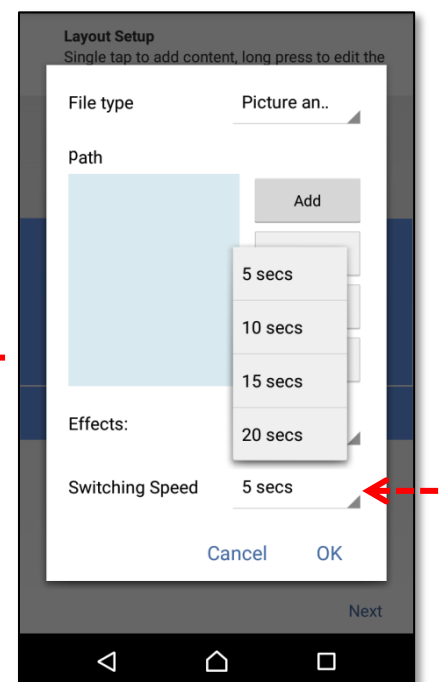 Layout Setup
Single tap to add content, long press to edit the
File type Picture an..
Path
Add
5 secs
10 secs
15 secs
20 secs
Effects:
Switching Speed 5 secs
Cancel OK
Next